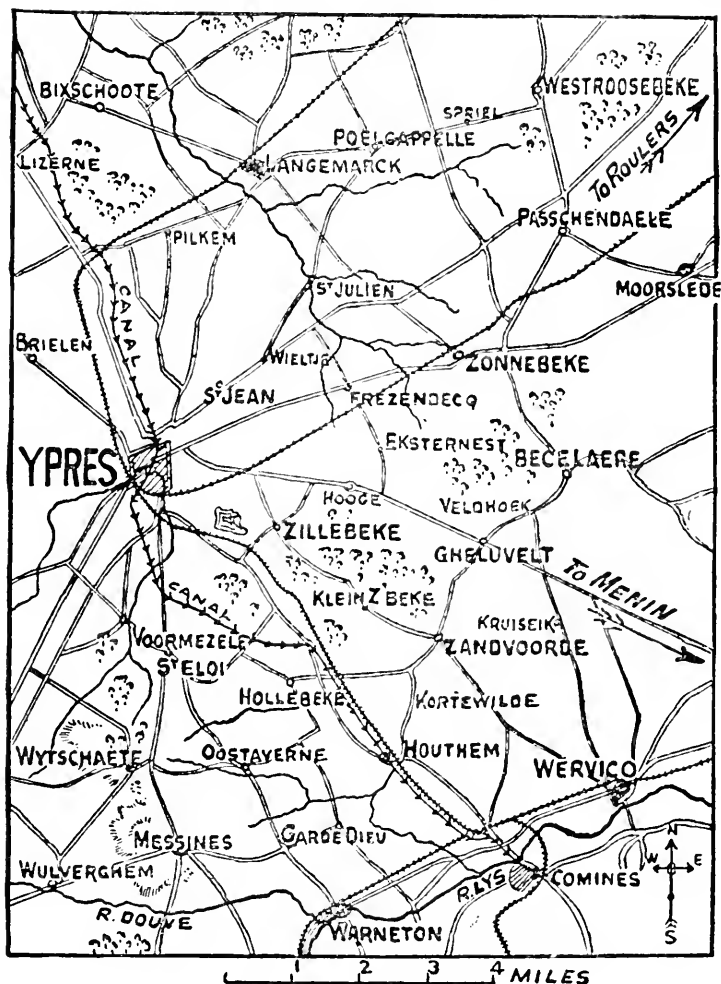 BIXSCHOOTE
WESTROOSEBEKE
SPRIEL
POELCAPPELLE
LIZERNE
LANGEMARCK
TO ROULERS
PASSCHENDAELE
PILKEM
ST JULIEN
MOORSLEDE
CANAL
BRIELEN
WIELTJE
ZONNEBEKE
ST JEAN
FREZENBECQ
EKSTERNEST
BECELAERE
YPRES
HOOGE
VELDHOEK
ZILLEBEKE
GHELUVELT
TO MENIN
CANAL
KLEIN Z'BEKE
KRUISEIK
VOORMEZELE
ZANDVOORDE
ST ELOI
HOLLEBEKE
KORTEWILDE
WYTSCHAETE
OOSTAVERNE
HOUTHEM
WERVICQ
MESSINES
GARDE DIEU
N
WULVERGHEM
W E
R. LYS
COMINES
R. DOUVE
WARNETON
S
1 2 3 4 MILES